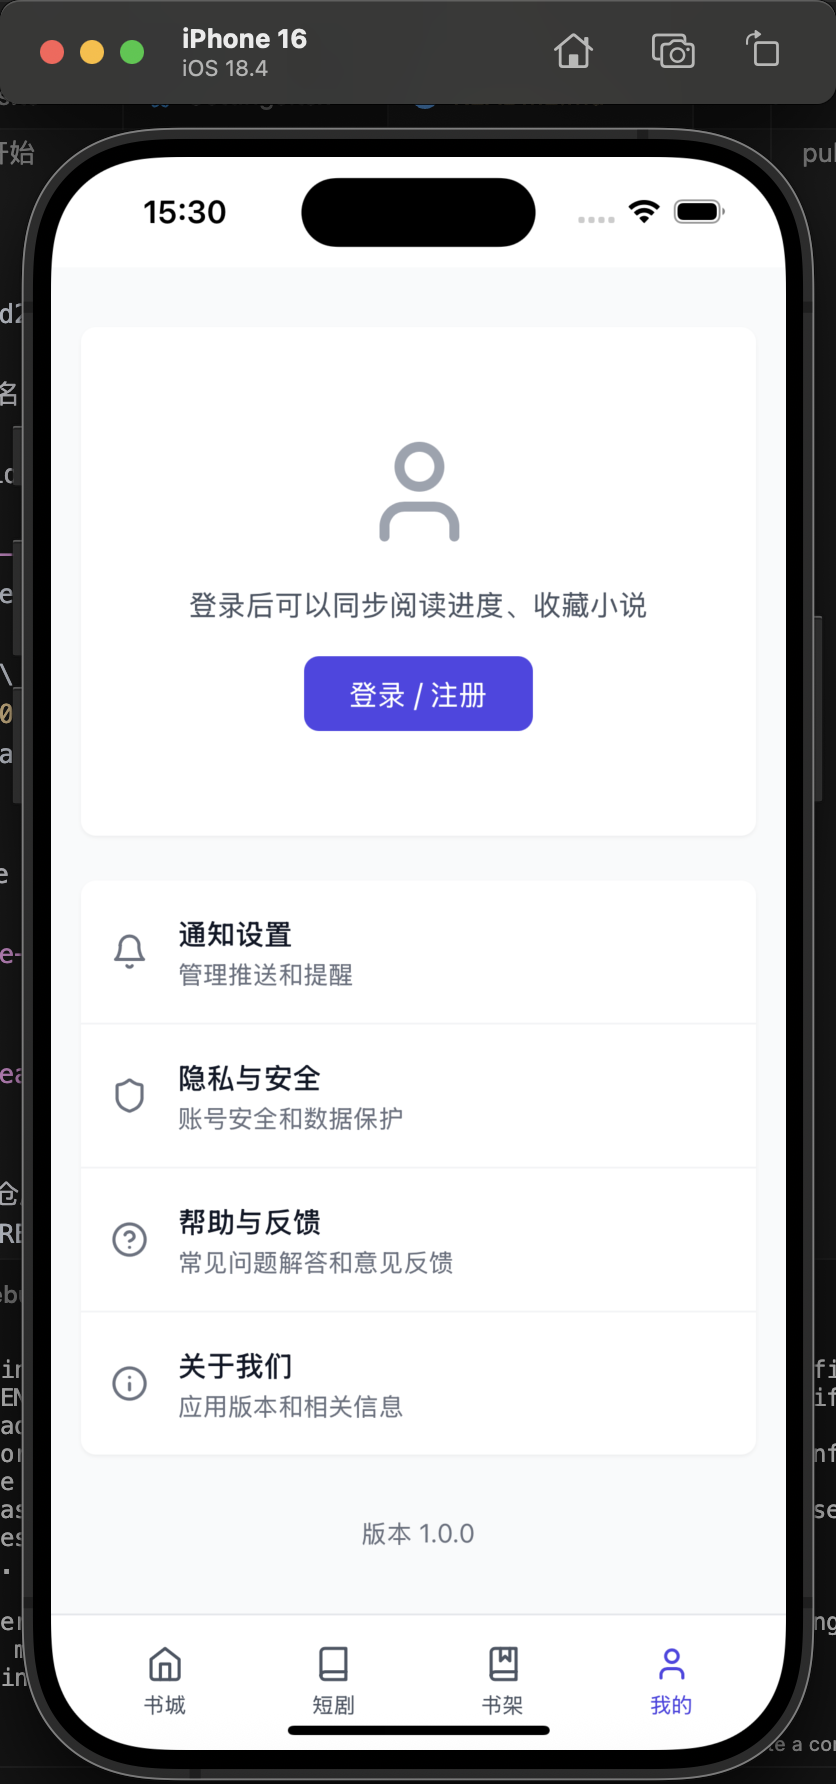 iPhone 16
iOS 18.4
开始
15:30
登录后可以同步阅读进度、收藏小说
登录 / 注册
通知设置
管理推送和提醒
隐私与安全
账号安全和数据保护
帮助与反馈
常见问题解答和意见反馈
关于我们
应用版本和相关信息
版本 1.0.0
书城
短剧
书架
我的